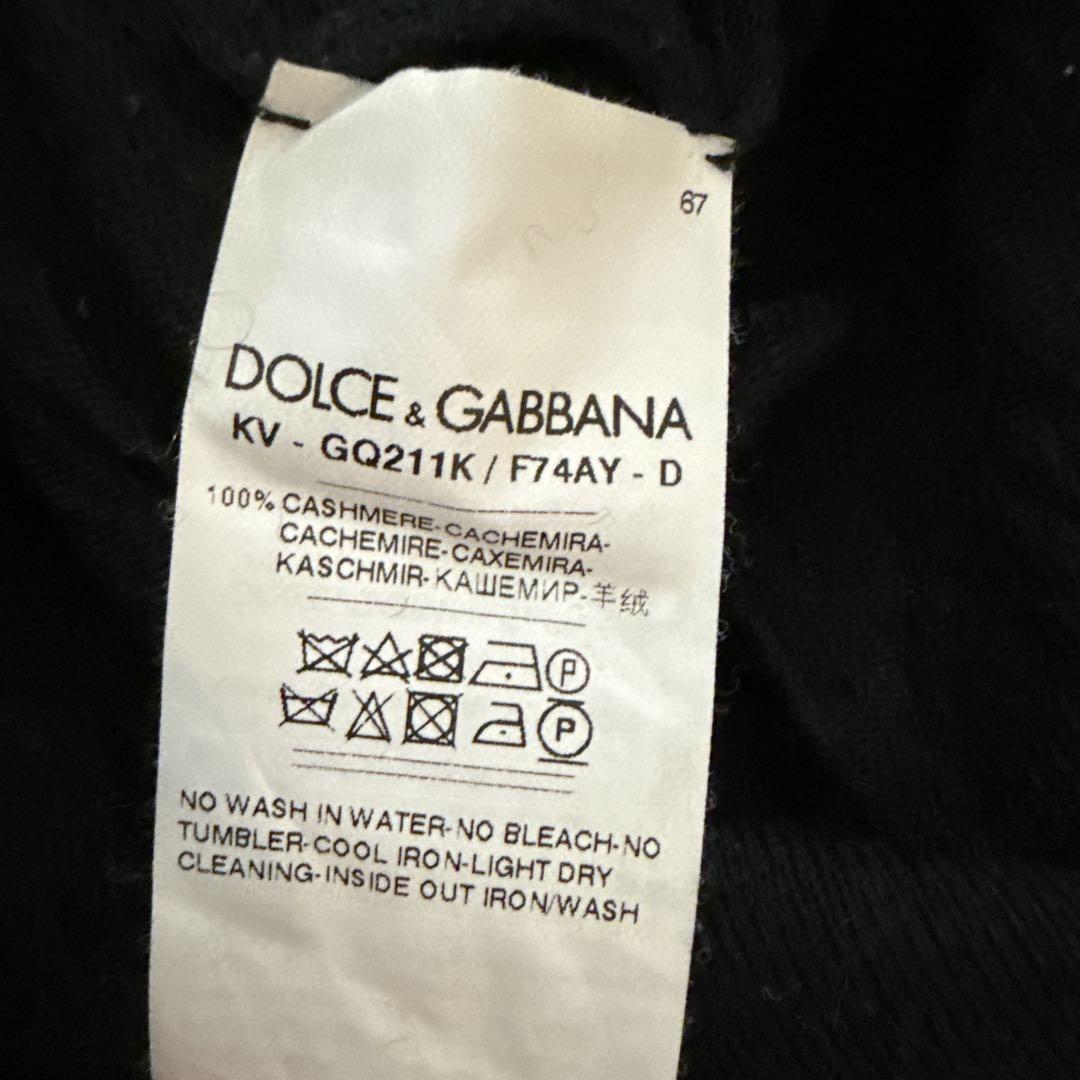 67
DOLCE & GABBANA
KV - GQ211K / F74AY - D
100% CASHMERE-CACHEMIRA-
CACHEMIRE-CAXEMIRA-
KASCHMIR-КАШЕМИР-羊绒
P
P
NO WASH IN WATER-NO BLEACH-NO
TUMBLER-COOL IRON-LIGHT DRY
CLEANING-INSIDE OUT IRON/WASH